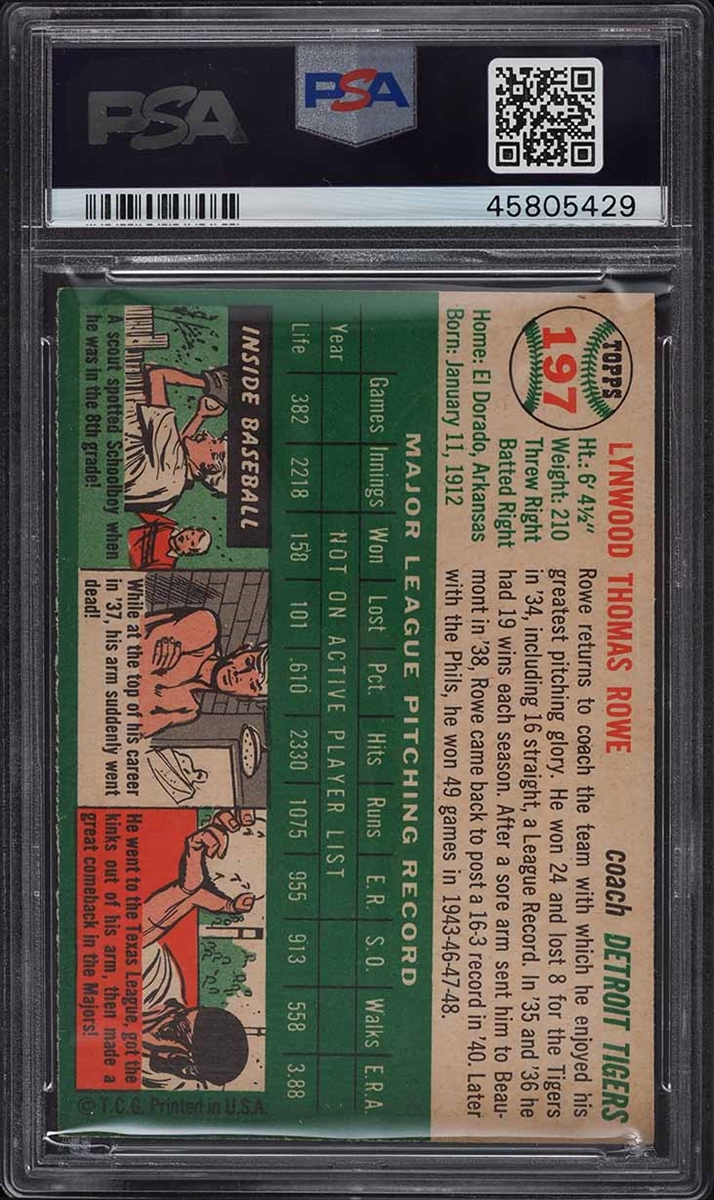 PSA
PSA
45805429
TOPPS
197
LYNWOOD THOMAS ROWE
coach DETROIT TIGERS
Ht.: 6' 4½"
Weight: 210
Threw Right
Batted Right
Home: El Dorado, Arkansas
Born: January 11, 1912
Rowe returns to coach the team with which he enjoyed his
greatest pitching glory. He won 24 and lost 8 for the Tigers
in '34, including 16 straight, a League Record. In '35 and '36 he
had 19 wins each season. After a sore arm sent him to Beau-
mont in '38, Rowe came back to post a 16-3 record in '40. Later
with the Phils, he won 49 games in 1943-46-47-48.
MAJOR LEAGUE PITCHING RECORD
Games Innings Won Lost Pct. Hits Runs E.R. S.O. Walks E.R.A.
Year NOT ON ACTIVE PLAYER LIST
Life 382 2218 158 101 .610 2330 1075 955 913 558 3.88
INSIDE BASEBALL
A scout spotted Schoolboy when
he was in the 8th grade!
While at the top of his career
in '37, his arm suddenly went
dead!
He went to the Texas League, got the
kinks out of his arm, then made a
great comeback in the Majors!
© T.C.G. Printed in U.S.A.